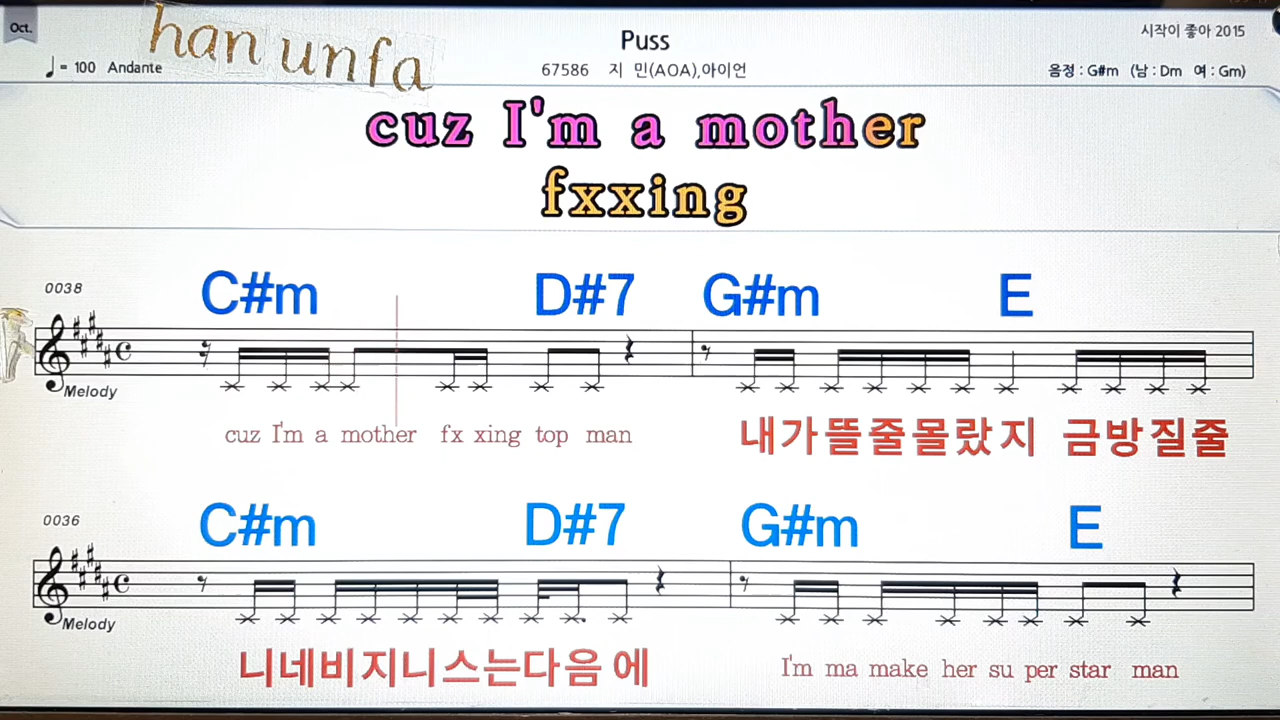 Oct.
han unfa
Puss
시작이 좋아 2015
♩= 100 Andante
67586 지 민(AOA),아이언
음정 : G#m (남 : Dm 여 : Gm)
cuz I'm a mother
fxxing
0038
C#m D#7 G#m E
Melody
cuz I'm a mother fx xing top man 내가뜰줄몰랐지 금방질줄
0036
C#m D#7 G#m E
Melody
니네비지니스는다음에 I'm ma make her su per star man